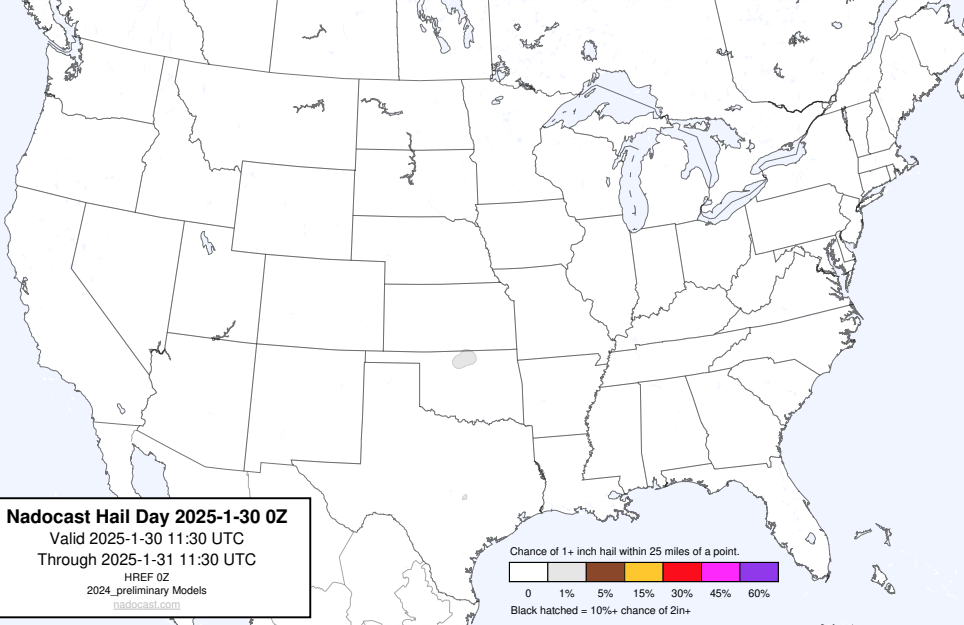 Nadocast Hail Day 2025-1-30 0Z
Valid 2025-1-30 11:30 UTC
Through 2025-1-31 11:30 UTC
HREF 0Z
2024_preliminary Models
nadocast.com
Chance of 1+ inch hail within 25 miles of a point.
0 1% 5% 15% 30% 45% 60%
Black hatched = 10%+ chance of 2in+